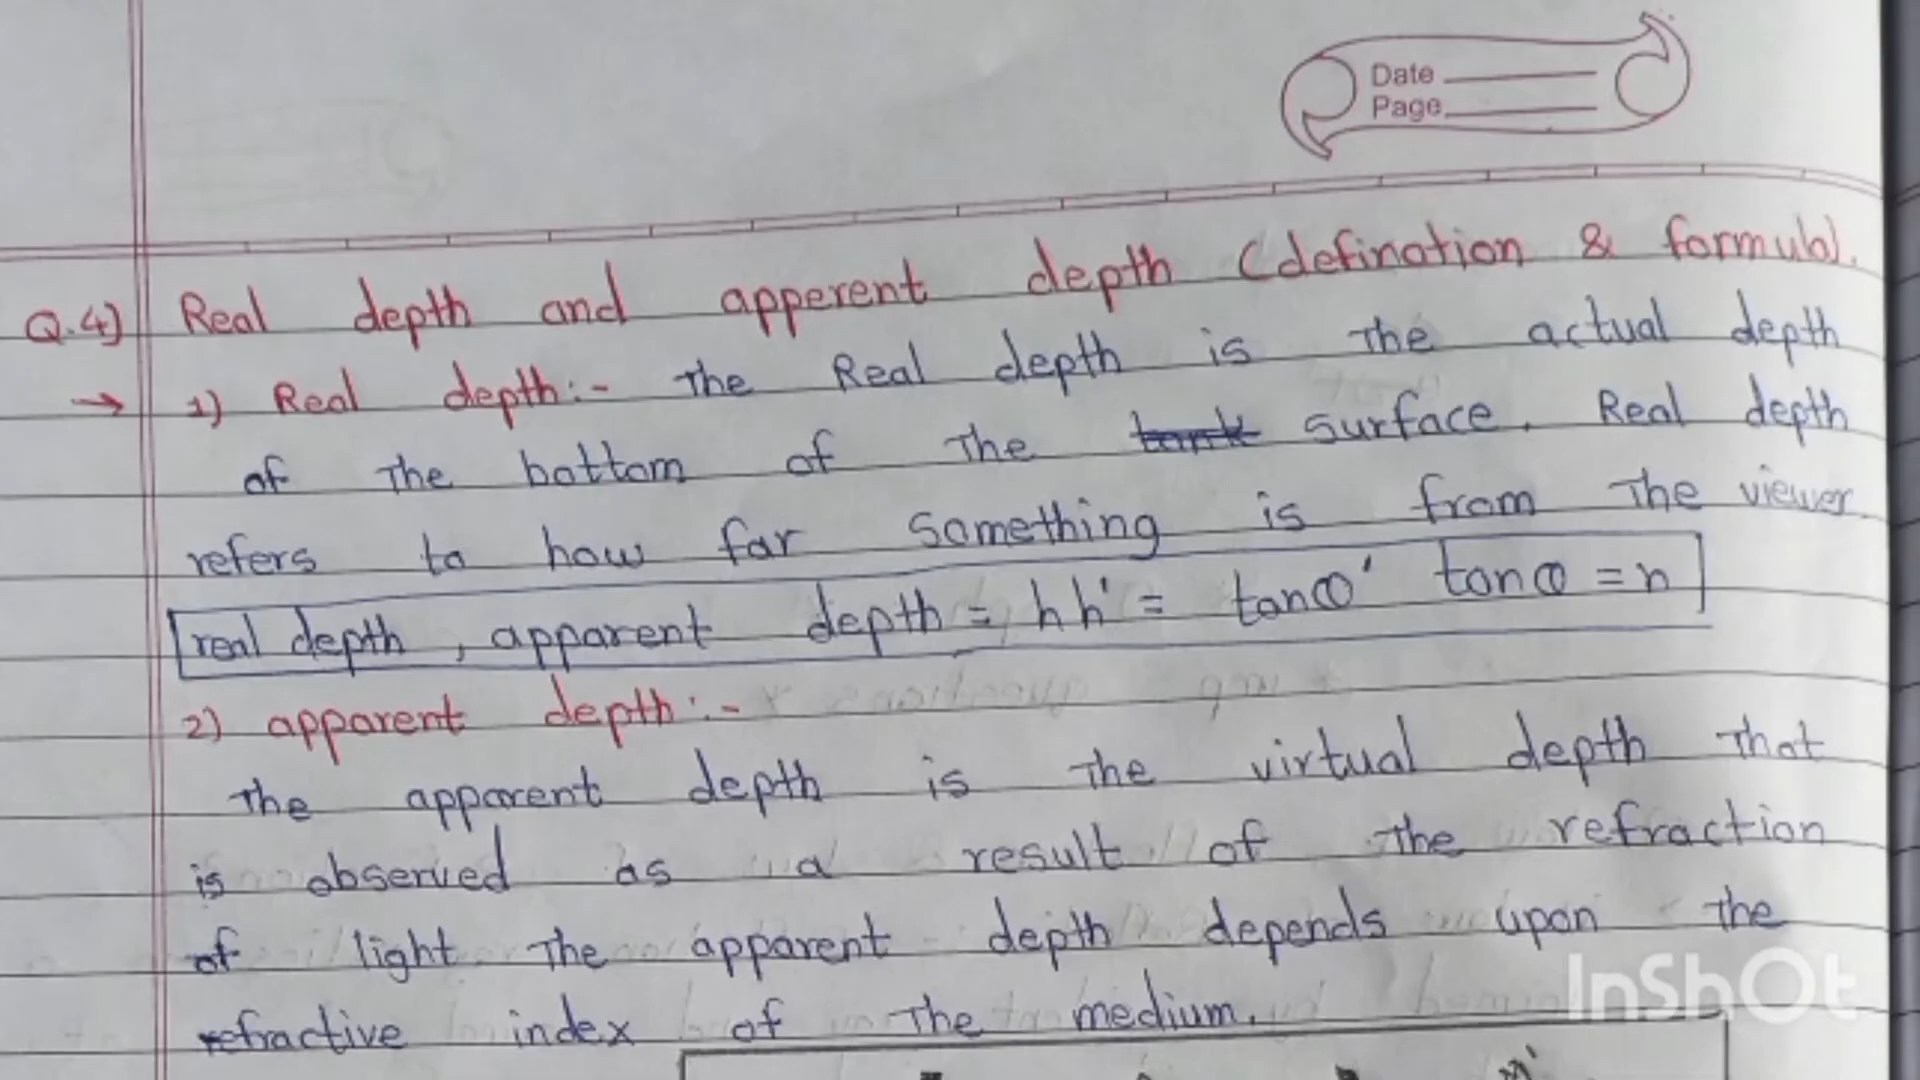 Date
Page
Q.4) Real depth and apperent depth (defination & formula).
→ 1) Real depth:- The Real depth is the actual depth
of the bottom of the tank surface. Real depth
refers to how far something is from the viewer.
real depth, apparent depth = h h' = tanθ' tanθ = n
2) apparent depth:-
The apparent depth is the virtual depth that
is observed as a result of the refraction
of light The apparent depth depends upon the
refractive index of the medium.
InShOt